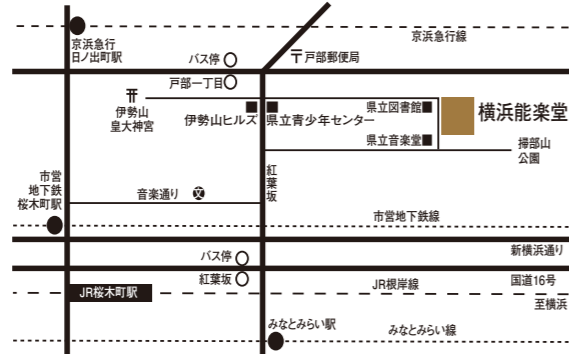 京浜急行線
京浜急行
日ノ出町駅
バス停
〒戸部郵便局
戸部一丁目
伊勢山
皇大神宮
伊勢山ヒルズ
県立青少年センター
県立図書館
県立音楽堂
横浜能楽堂
掃部山
公園
市営
地下鉄
桜木町駅
音楽通り
文
紅葉坂
市営地下鉄線
新横浜通り
バス停
紅葉坂
国道16号
JR桜木町駅
JR根岸線
至横浜
みなとみらい駅
みなとみらい線